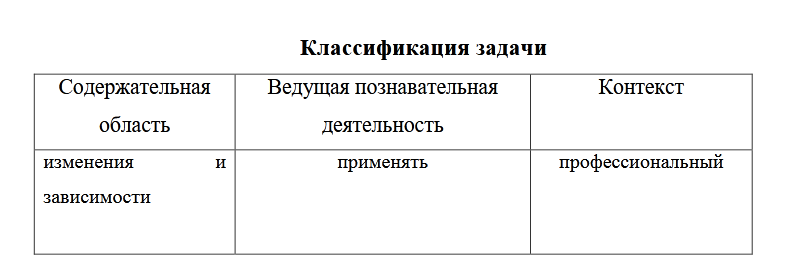 Классификация задачи
Содержательная область
Ведущая познавательная деятельность
Контекст
изменения и зависимости
применять
профессиональный